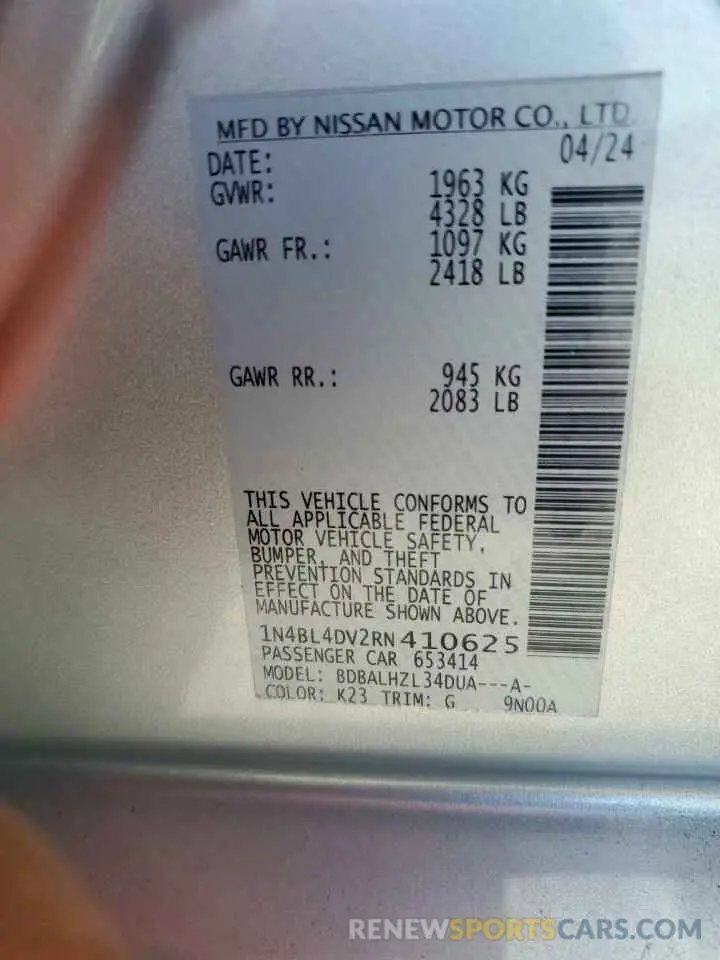 MFD BY NISSAN MOTOR CO., LTD.
DATE: 04/24
GVWR: 1963 KG
4328 LB
GAWR FR.: 1097 KG
2418 LB
GAWR RR.: 945 KG
2083 LB
THIS VEHICLE CONFORMS TO
ALL APPLICABLE FEDERAL
MOTOR VEHICLE SAFETY,
BUMPER, AND THEFT
PREVENTION STANDARDS IN
EFFECT ON THE DATE OF
MANUFACTURE SHOWN ABOVE.
1N4BL4DV2RN410625
PASSENGER CAR 653414
MODEL: BDBALHZL34DUA---A-
COLOR: K23 TRIM: G 9N00A
RENEWSPORTSCARS.COM